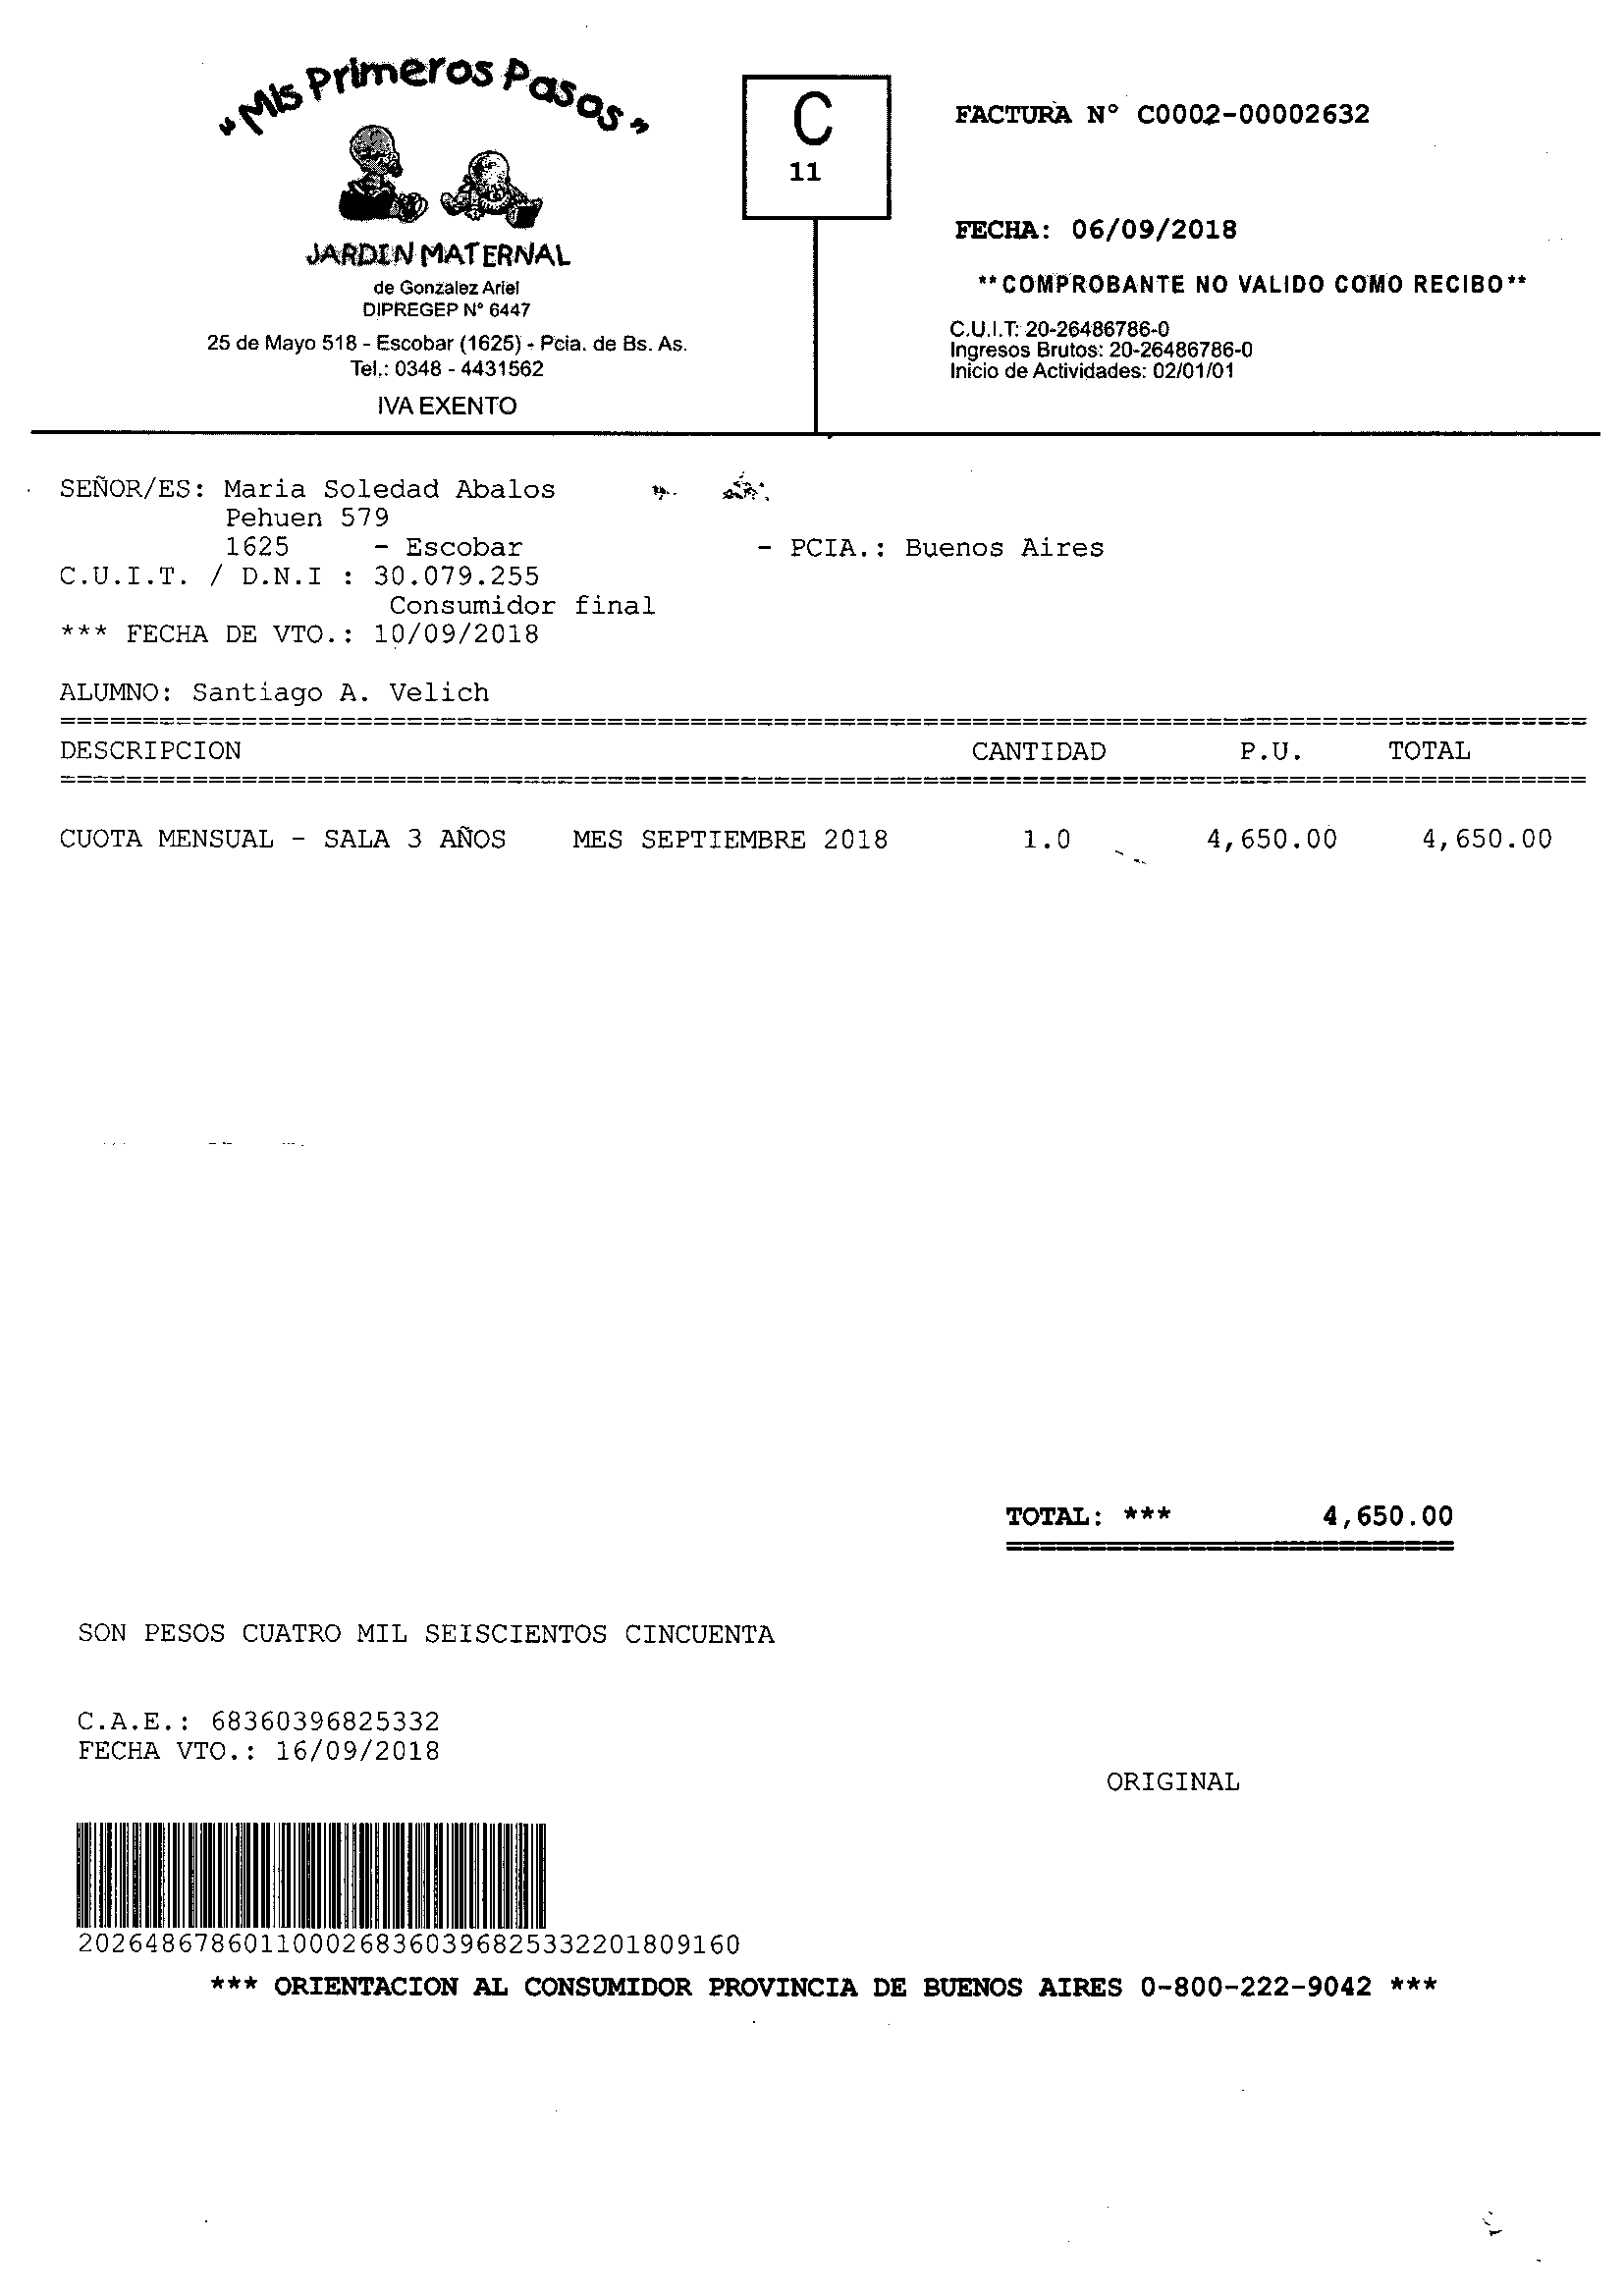 "Mis Primeros Pasos"
JARDIN MATERNAL
de Gonzalez Ariel
DIPREGEP N° 6447
25 de Mayo 518 - Escobar (1625) - Pcia. de Bs. As.
Tel.: 0348 - 4431562
IVA EXENTO
C
11
FACTURA N° C0002-00002632
FECHA: 06/09/2018
**COMPROBANTE NO VALIDO COMO RECIBO**
C.U.I.T: 20-26486786-0
Ingresos Brutos: 20-26486786-0
Inicio de Actividades: 02/01/01
SEÑOR/ES: Maria Soledad Abalos
Pehuen 579
1625 - Escobar - PCIA.: Buenos Aires
C.U.I.T. / D.N.I : 30.079.255
Consumidor final
*** FECHA DE VTO.: 10/09/2018
ALUMNO: Santiago A. Velich
DESCRIPCION CANTIDAD P.U. TOTAL
CUOTA MENSUAL - SALA 3 AÑOS MES SEPTIEMBRE 2018 1.0 4,650.00 4,650.00
TOTAL: *** 4,650.00
SON PESOS CUATRO MIL SEISCIENTOS CINCUENTA
C.A.E.: 68360396825332
FECHA VTO.: 16/09/2018
ORIGINAL
2026486786011000268360396825332201809160
*** ORIENTACION AL CONSUMIDOR PROVINCIA DE BUENOS AIRES 0-800-222-9042 ***